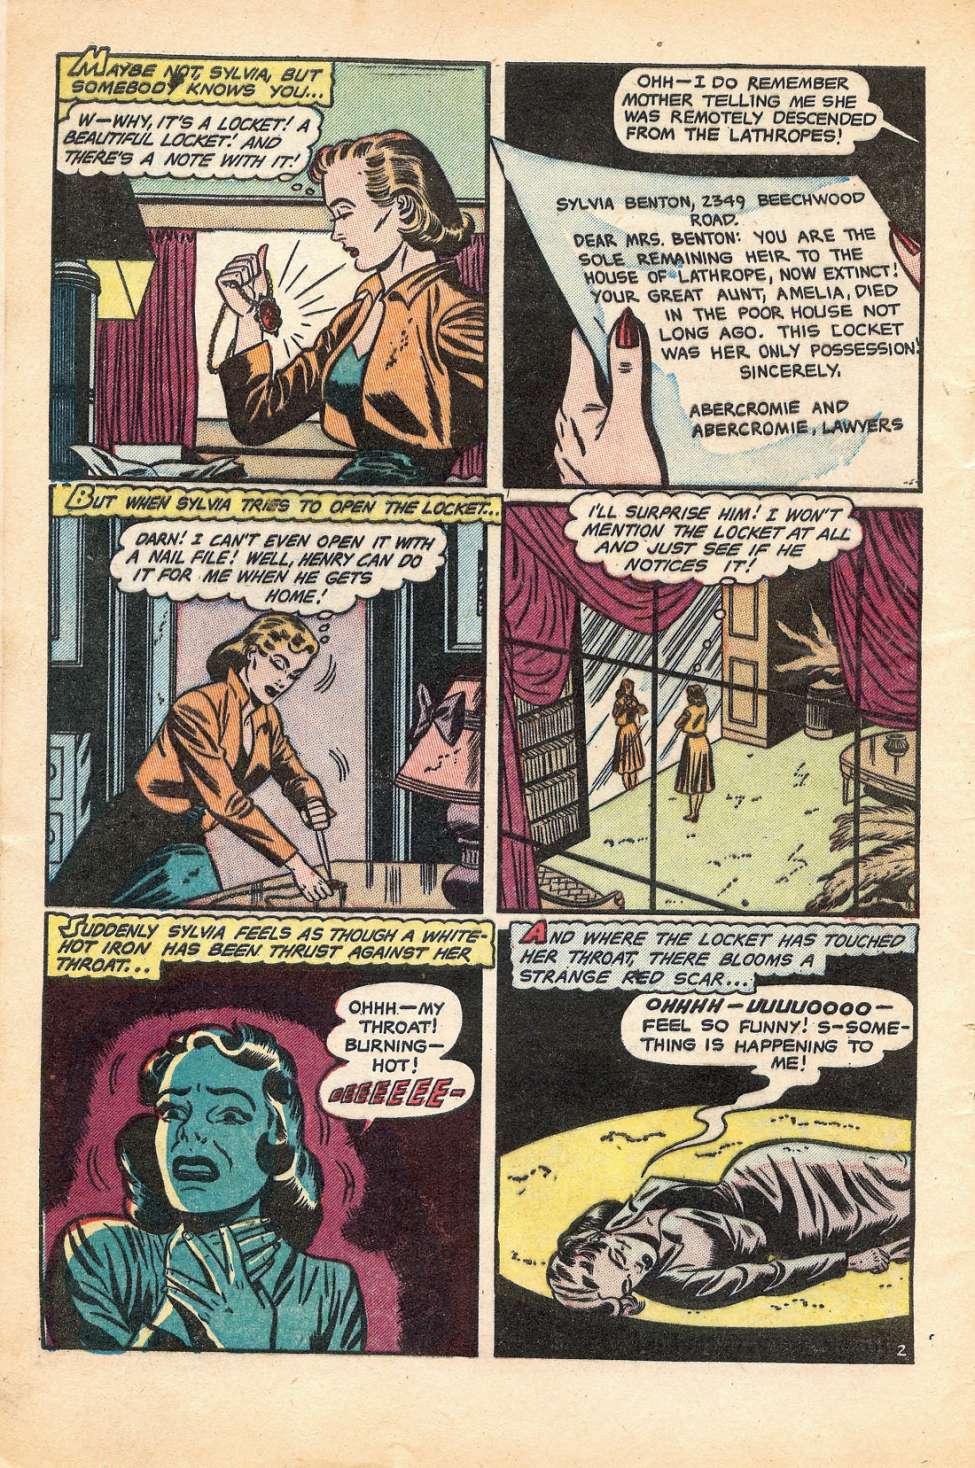 MAYBE NOT, SYLVIA, BUT
SOMEBODY KNOWS YOU...
W-WHY, IT'S A LOCKET! A
BEAUTIFUL LOCKET! AND
THERE'S A NOTE WITH IT!
OHH-I DO REMEMBER
MOTHER TELLING ME SHE
WAS REMOTELY DESCENDED
FROM THE LATHROPES!
SYLVIA BENTON, 2349 BEECHWOOD
ROAD.
DEAR MRS. BENTON: YOU ARE THE
SOLE REMAINING HEIR TO THE
HOUSE OF LATHROPE, NOW EXTINCT!
YOUR GREAT AUNT, AMELIA, DIED
IN THE POOR HOUSE NOT
LONG AGO. THIS LOCKET
WAS HER ONLY POSSESSION!
SINCERELY,
ABERCROMIE AND
ABERCROMIE, LAWYERS
BUT WHEN SYLVIA TRIES TO OPEN THE LOCKET...
DARN! I CAN'T EVEN OPEN IT WITH
A NAIL FILE! WELL, HENRY CAN DO
IT FOR ME WHEN HE GETS
HOME!
I'LL SURPRISE HIM! I WON'T
MENTION THE LOCKET AT ALL
AND JUST SEE IF HE
NOTICES IT!
SUDDENLY SYLVIA FEELS AS THOUGH A WHITE-
HOT IRON HAS BEEN THRUST AGAINST HER
THROAT...
OHHH-MY
THROAT!
BURNING-
HOT!
EEEEEEE-
AND WHERE THE LOCKET HAS TOUCHED
HER THROAT, THERE BLOOMS A
STRANGE RED SCAR...
OHHHH-UUUUOOOO-
FEEL SO FUNNY! S-SOME-
THING IS HAPPENING TO
ME!
2